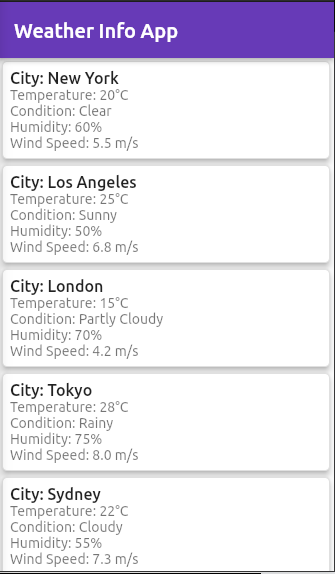 Weather Info App
City: New York
Temperature: 20°C
Condition: Clear
Humidity: 60%
Wind Speed: 5.5 m/s
City: Los Angeles
Temperature: 25°C
Condition: Sunny
Humidity: 50%
Wind Speed: 6.8 m/s
City: London
Temperature: 15°C
Condition: Partly Cloudy
Humidity: 70%
Wind Speed: 4.2 m/s
City: Tokyo
Temperature: 28°C
Condition: Rainy
Humidity: 75%
Wind Speed: 8.0 m/s
City: Sydney
Temperature: 22°C
Condition: Cloudy
Humidity: 55%
Wind Speed: 7.3 m/s